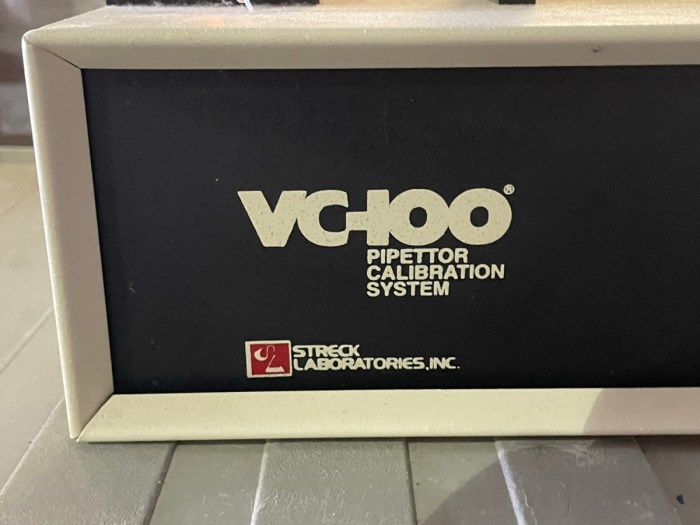 VC-100®
PIPETTOR
CALIBRATION
SYSTEM
STRECK
LABORATORIES, INC.